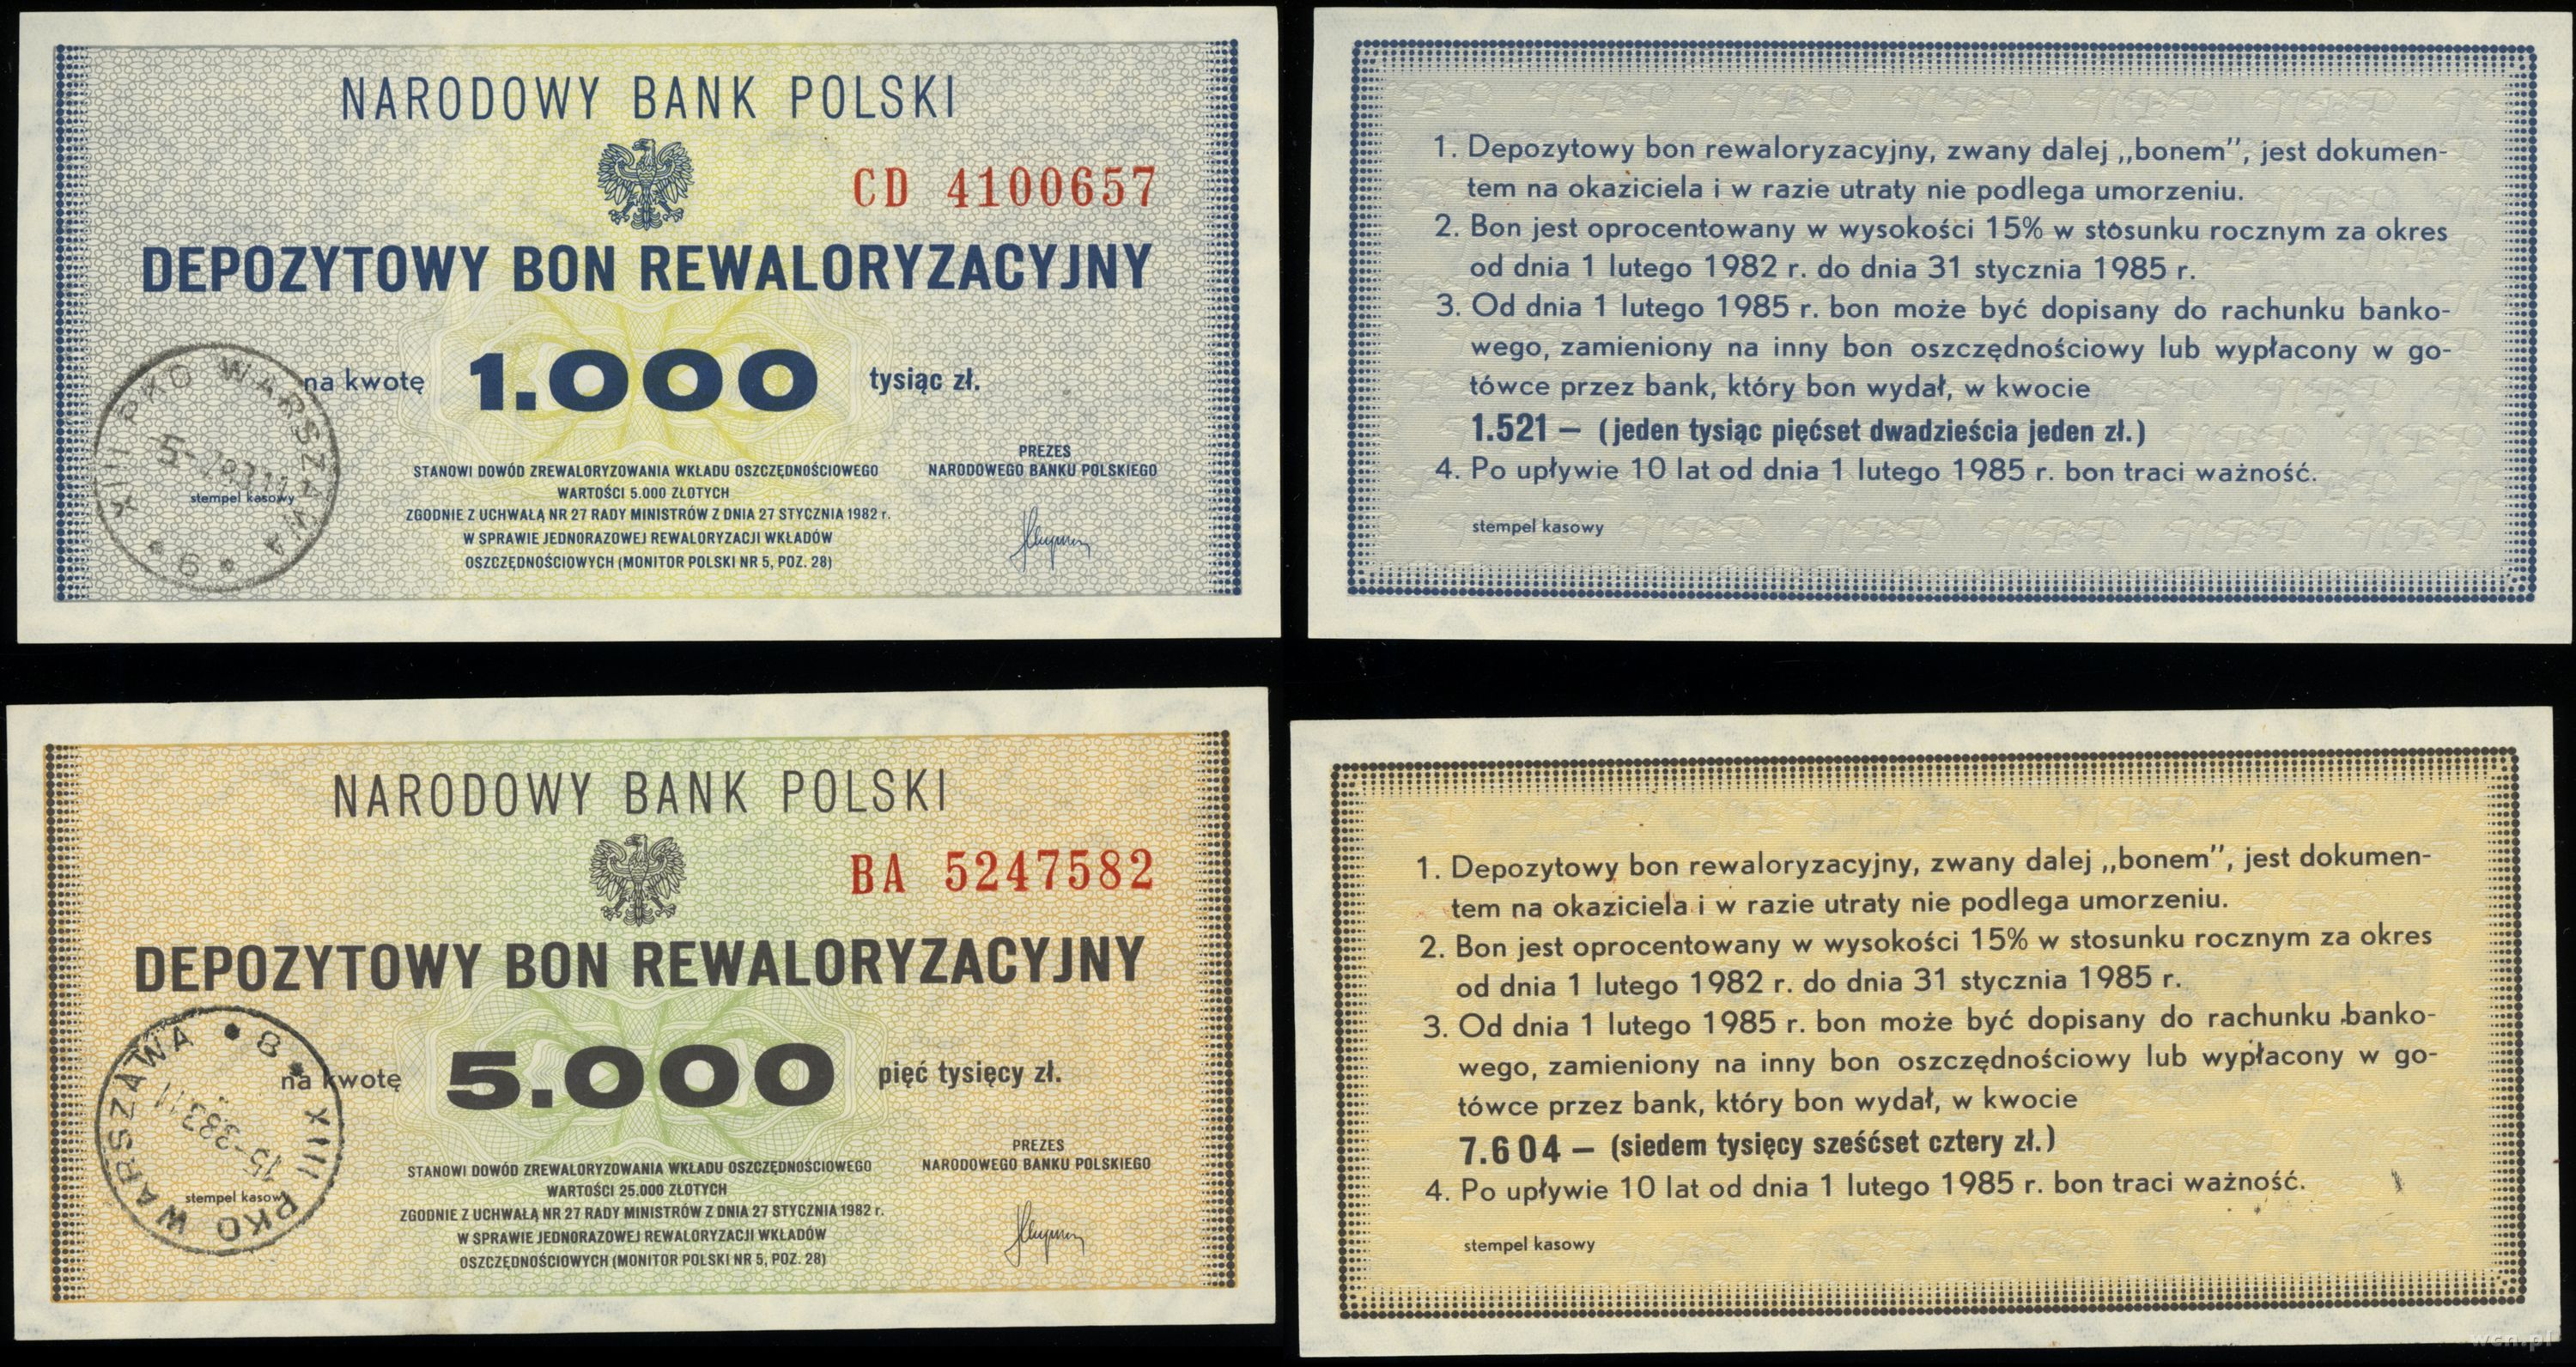 NARODOWY BANK POLSKI
CD 4100657
DEPOZYTOWY BON REWALORYZACYJNY
na kwotę 1.000 tysiąc zł.
XIII PKO WARSZAWA
9
stempel kasowy
STANOWI DOWÓD ZREWALORYZOWANIA WKŁADU OSZCZĘDNOŚCIOWEGO
WARTOŚCI 5.000 ZŁOTYCH
ZGODNIE Z UCHWAŁĄ NR 27 RADY MINISTRÓW Z DNIA 27 STYCZNIA 1982 r.
W SPRAWIE JEDNORAZOWEJ REWALORYZACJI WKŁADÓW
OSZCZĘDNOŚCIOWYCH (MONITOR POLSKI NR 5, POZ. 28)
PREZES
NARODOWEGO BANKU POLSKIEGO
1. Depozytowy bon rewaloryzacyjny, zwany dalej „bonem”, jest dokumen-
tem na okaziciela i w razie utraty nie podlega umorzeniu.
2. Bon jest oprocentowany w wysokości 15% w stosunku rocznym za okres
od dnia 1 lutego 1982 r. do dnia 31 stycznia 1985 r.
3. Od dnia 1 lutego 1985 r. bon może być dopisany do rachunku banko-
wego, zamieniony na inny bon oszczędnościowy lub wypłacony w go-
tówce przez bank, który bon wydał, w kwocie
1.521 — (jeden tysiąc pięćset dwadzieścia jeden zł.)
4. Po upływie 10 lat od dnia 1 lutego 1985 r. bon traci ważność.
stempel kasowy
NARODOWY BANK POLSKI
BA 5247582
DEPOZYTOWY BON REWALORYZACYJNY
na kwotę 5.000 pięć tysięcy zł.
XIII PKO WARSZAWA
8
stempel kasowy
STANOWI DOWÓD ZREWALORYZOWANIA WKŁADU OSZCZĘDNOŚCIOWEGO
WARTOŚCI 25.000 ZŁOTYCH
ZGODNIE Z UCHWAŁĄ NR 27 RADY MINISTRÓW Z DNIA 27 STYCZNIA 1982 r.
W SPRAWIE JEDNORAZOWEJ REWALORYZACJI WKŁADÓW
OSZCZĘDNOŚCIOWYCH (MONITOR POLSKI NR 5, POZ. 28)
PREZES
NARODOWEGO BANKU POLSKIEGO
1. Depozytowy bon rewaloryzacyjny, zwany dalej „bonem”, jest dokumen-
tem na okaziciela i w razie utraty nie podlega umorzeniu.
2. Bon jest oprocentowany w wysokości 15% w stosunku rocznym za okres
od dnia 1 lutego 1982 r. do dnia 31 stycznia 1985 r.
3. Od dnia 1 lutego 1985 r. bon może być dopisany do rachunku banko-
wego, zamieniony na inny bon oszczędnościowy lub wypłacony w go-
tówce przez bank, który bon wydał, w kwocie
7.604 — (siedem tysięcy sześćset cztery zł.)
4. Po upływie 10 lat od dnia 1 lutego 1985 r. bon traci ważność.
stempel kasowy
wcn.pl